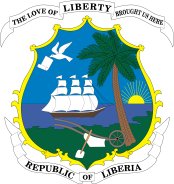 THE LOVE OF LIBERTY BROUGHT US HERE
REPUBLIC OF LIBERIA